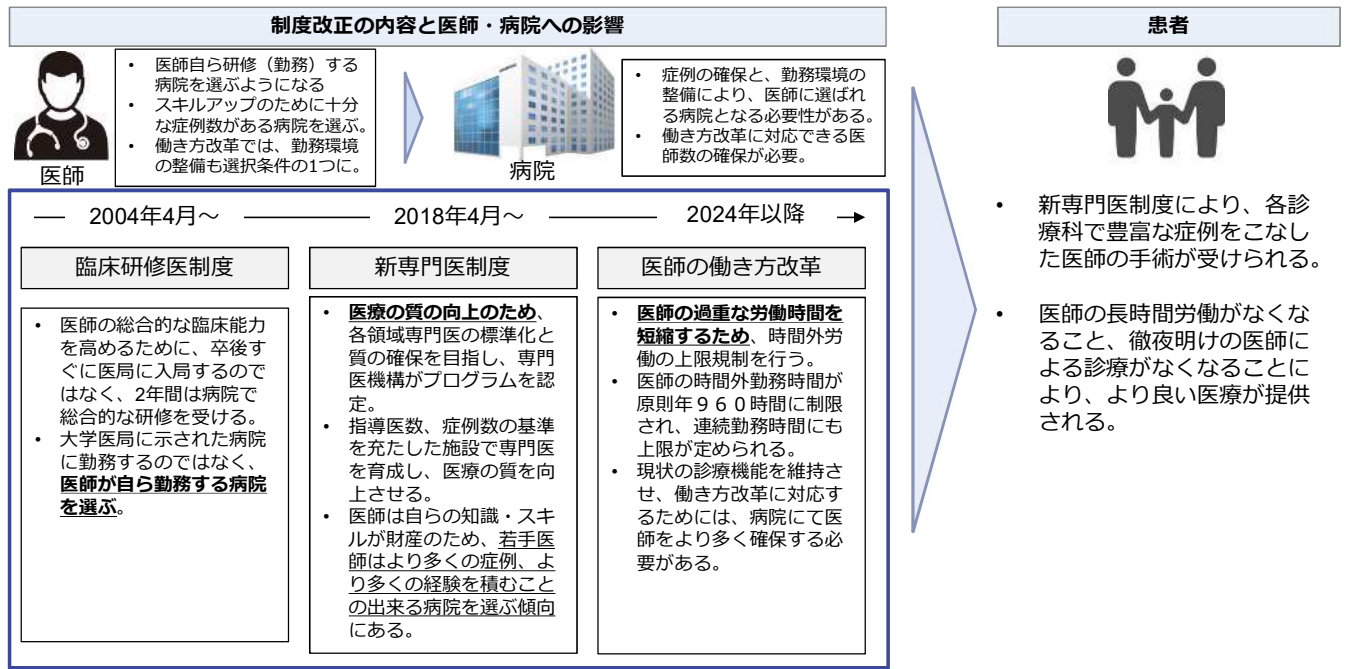 制度改正の内容と医師・病院への影響
医師
• 医師自ら研修（勤務）する
病院を選ぶようになる
• スキルアップのために十分
な症例数がある病院を選ぶ。
• 働き方改革では、勤務環境
の整備も選択条件の1つに。
病院
• 症例の確保と、勤務環境の
整備により、医師に選ばれ
る病院となる必要性がある。
• 働き方改革に対応できる医
師数の確保が必要。
2004年4月～
2018年4月～
2024年以降
臨床研修医制度
• 医師の総合的な臨床能力
を高めるために、卒後す
ぐに医局に入局するので
はなく、2年間は病院で
総合的な研修を受ける。
• 大学医局に示された病院
に勤務するのではなく、
医師が自ら勤務する病院
を選ぶ。
新専門医制度
• 医療の質の向上のため、
各領域専門医の標準化と
質の確保を目指し、専門
医機構がプログラムを認
定。
• 指導医数、症例数の基準
を充たした施設で専門医
を育成し、医療の質を向
上させる。
• 医師は自らの知識・スキ
ルが財産のため、若手医
師はより多くの症例、よ
り多くの経験を積むこと
の出来る病院を選ぶ傾向
にある。
医師の働き方改革
• 医師の過重な労働時間を
短縮するため、時間外労
働の上限規制を行う。
• 医師の時間外勤務時間が
原則年９６０時間に制限
され、連続勤務時間にも
上限が定められる。
• 現状の診療機能を維持さ
せ、働き方改革に対応す
るためには、病院にて医
師をより多く確保する必
要がある。
患者
• 新専門医制度により、各診
療科で豊富な症例をこなし
た医師の手術が受けられる。
• 医師の長時間労働がなくな
ること、徹夜明けの医師に
よる診療がなくなることに
より、より良い医療が提供
される。